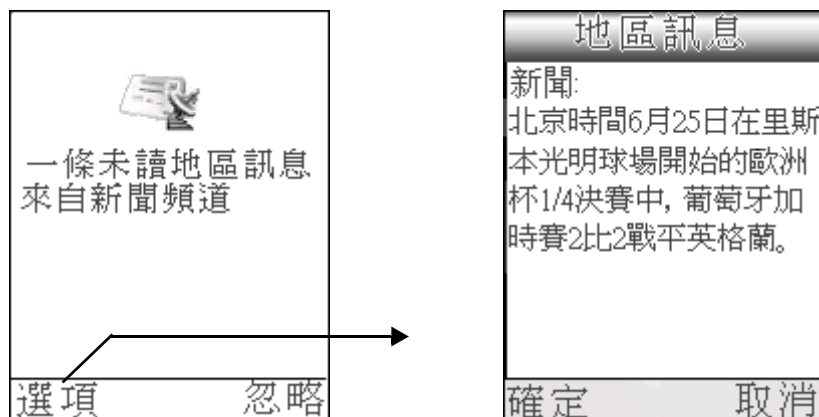 一條未讀地區訊息
來自新聞頻道
選項 忽略
地區訊息
新聞:
北京時間6月25日在里斯
本光明球場開始的歐洲
杯1/4決賽中, 葡萄牙加
時賽2比2戰平英格蘭。
確定 取消